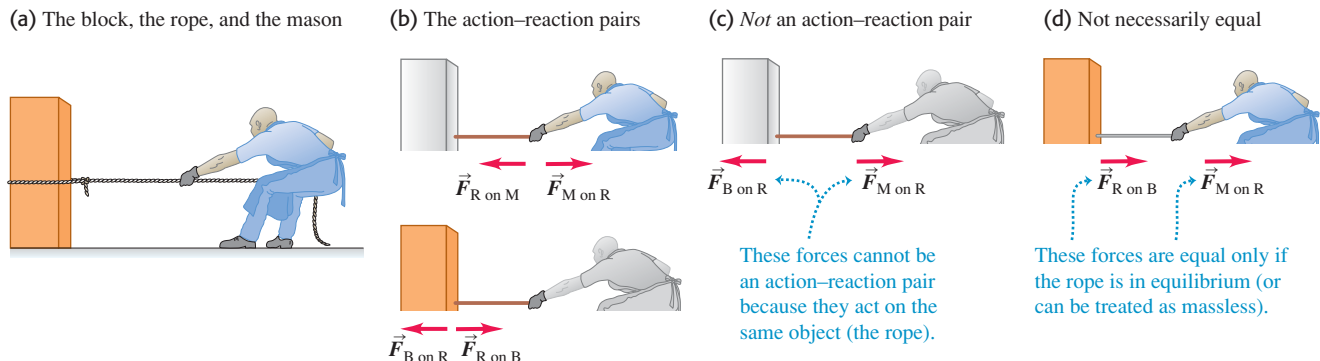 (a) The block, the rope, and the mason
(b) The action–reaction pairs
F⃗ R on M
F⃗ M on R
F⃗ B on R
F⃗ R on B
(c) Not an action–reaction pair
F⃗ B on R
F⃗ M on R
These forces cannot be
an action–reaction pair
because they act on the
same object (the rope).
(d) Not necessarily equal
F⃗ R on B
F⃗ M on R
These forces are equal only if
the rope is in equilibrium (or
can be treated as massless).